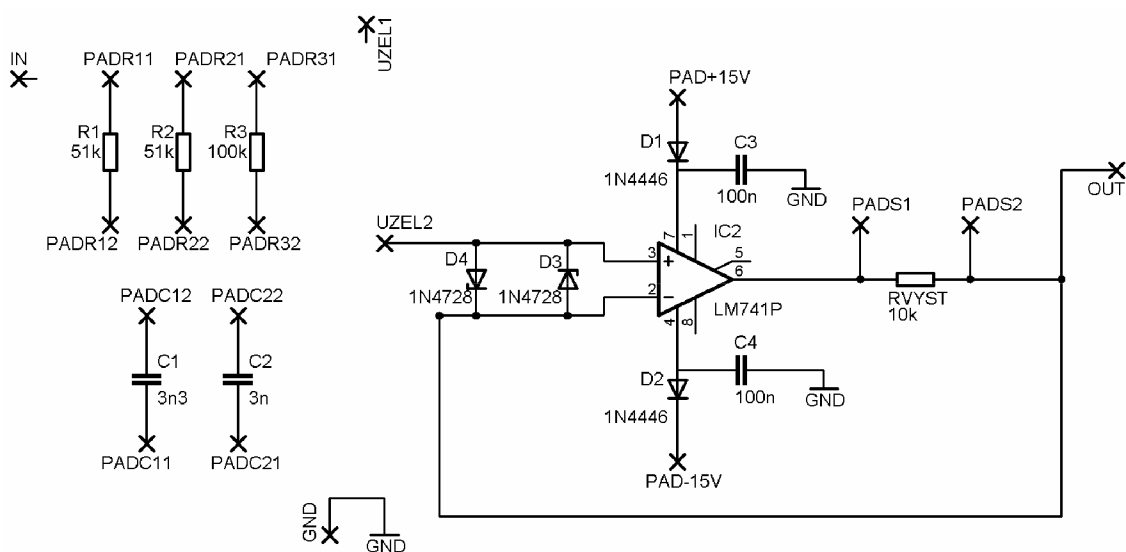 IN
PADR11
PADR21
PADR31
UZEL1
R1
51k
R2
51k
R3
100k
PADR12
PADR22
PADR32
PADC12
PADC22
C1
3n3
C2
3n
PADC11
PADC21
GND
GND
UZEL2
D4
1N4728
D3
1N4728
PAD+15V
D1
1N4446
C3
100n
GND
7
1
IC2
3
+
5
6
2
−
LM741P
4
8
D2
1N4446
C4
100n
GND
PAD-15V
PADS1
PADS2
RVYST
10k
OUT